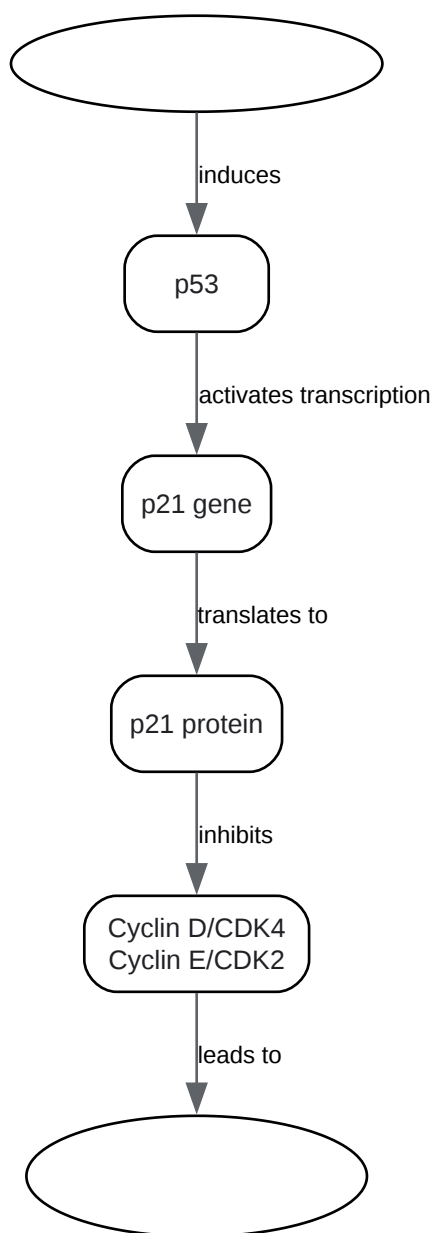 induces
p53
activates transcription
p21 gene
translates to
p21 protein
inhibits
Cyclin D/CDK4
Cyclin E/CDK2
leads to